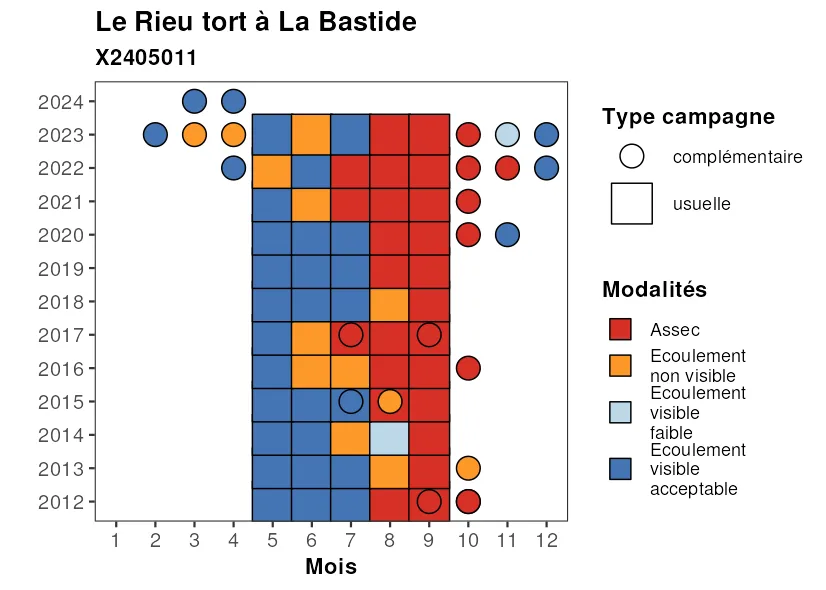 Le Rieu tort à La Bastide
X2405011
2024
2023
2022
2021
2020
2019
2018
2017
2016
2015
2014
2013
2012
1 2 3 4 5 6 7 8 9 10 11 12
Mois
Type campagne
complémentaire
usuelle
Modalités
Assec
Ecoulement
non visible
Ecoulement
visible
faible
Ecoulement
visible
acceptable